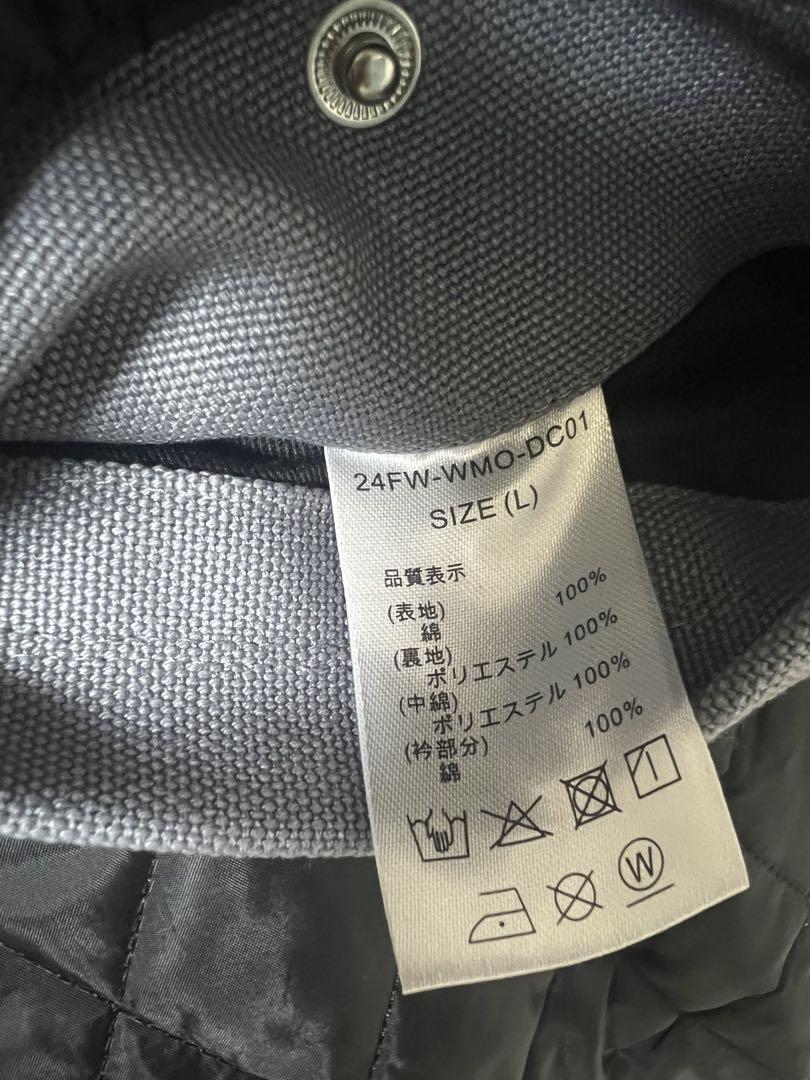 24FW-WMO-DC01
SIZE (L)
品質表示
(表地)
綿 100%
(裏地)
ポリエステル 100%
(中綿)
ポリエステル 100%
(衿部分)
綿 100%
W